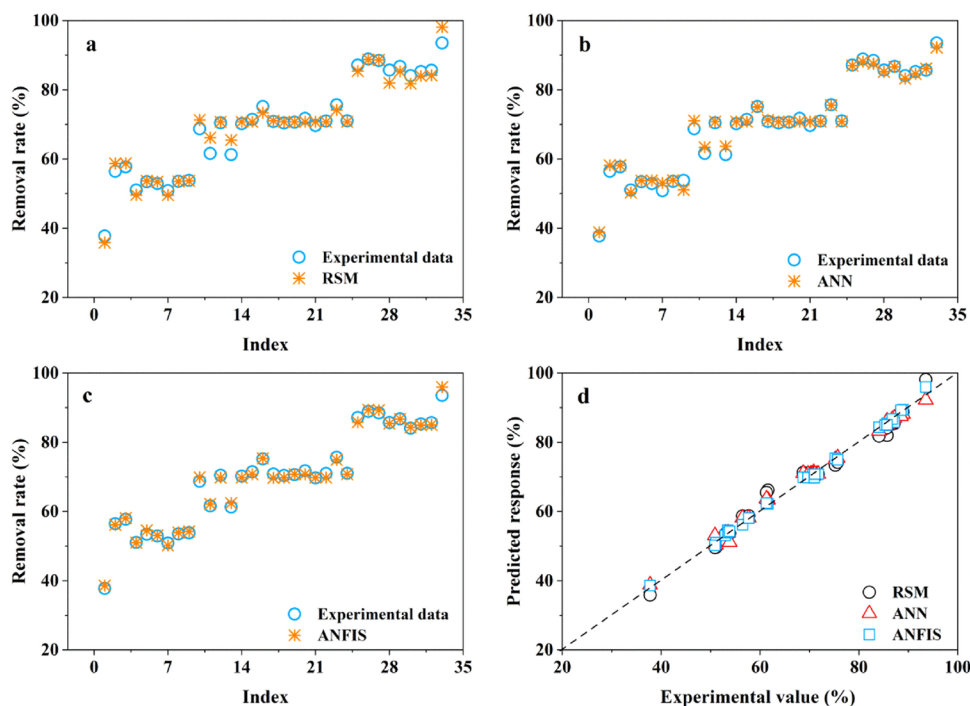 a
Removal rate (%)
100
80
60
40
20
0
7
14
21
28
35
Index
Experimental data
RSM
b
Removal rate (%)
100
80
60
40
20
0
7
14
21
28
35
Index
Experimental data
ANN
c
Removal rate (%)
100
80
60
40
20
0
7
14
21
28
35
Index
Experimental data
ANFIS
d
Predicted response (%)
100
80
60
40
20
20
40
60
80
100
Experimental value (%)
RSM
ANN
ANFIS